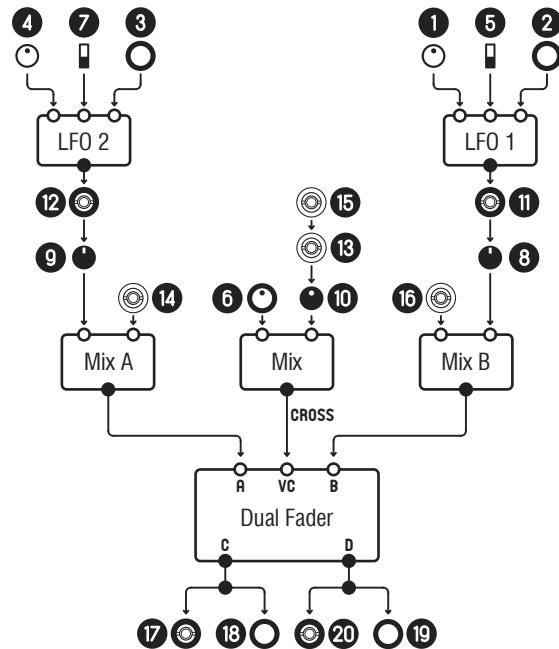 4 7 3 1 5 2
LFO 2 LFO 1
12 15 11
9 13 8
14 6 10 16
Mix A Mix Mix B
CROSS
A VC B
Dual Fader
C D
17 18 20 19